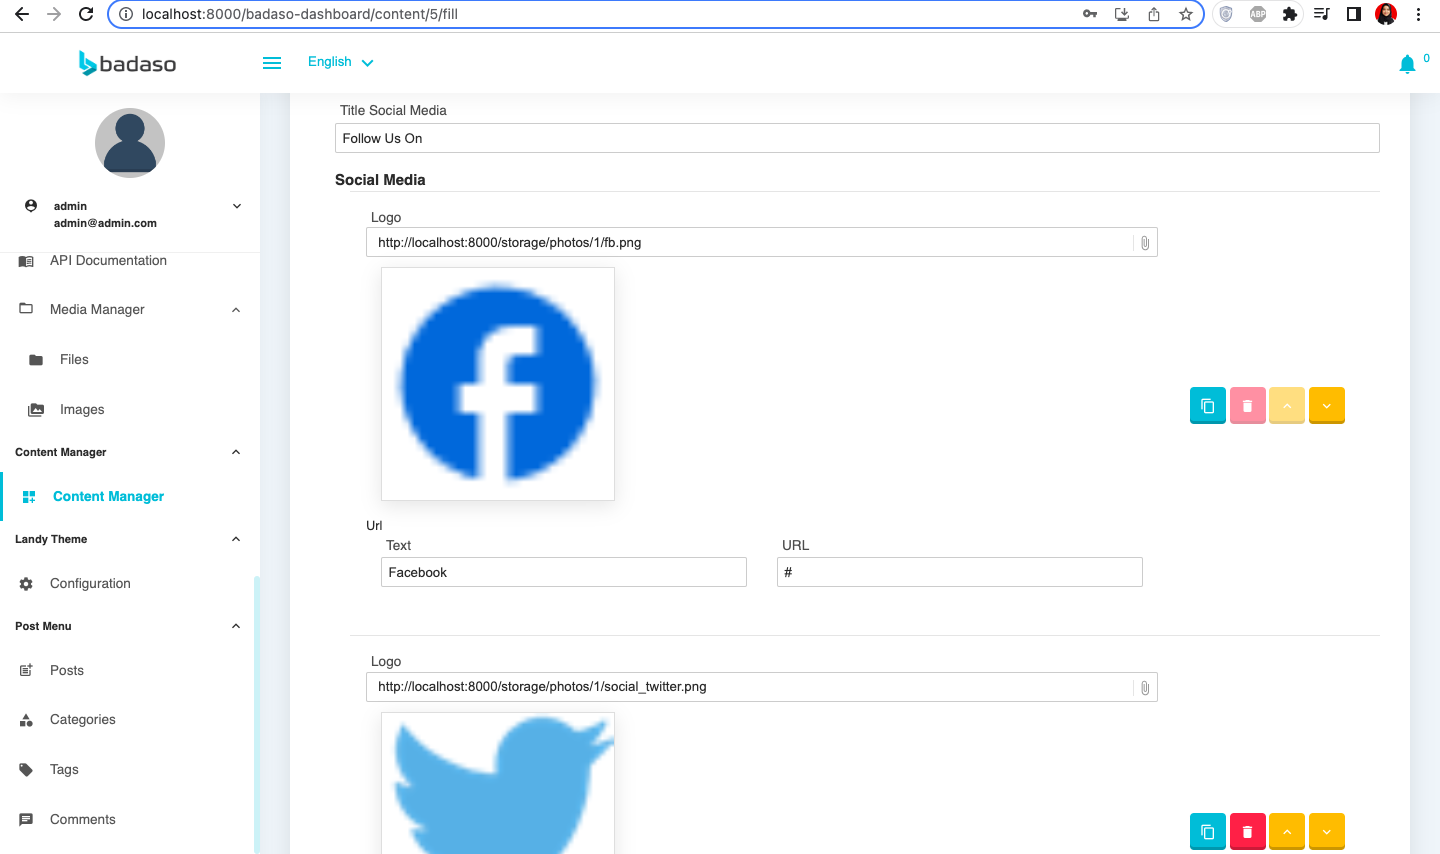 localhost:8000/badaso-dashboard/content/5/fill
ABP
badaso
English
0
admin
admin@admin.com
API Documentation
Media Manager
Files
Images
Content Manager
Content Manager
Landy Theme
Configuration
Post Menu
Posts
Categories
Tags
Comments
Title Social Media
Follow Us On
Social Media
Logo
http://localhost:8000/storage/photos/1/fb.png
Url
Text
URL
Facebook
#
Logo
http://localhost:8000/storage/photos/1/social_twitter.png